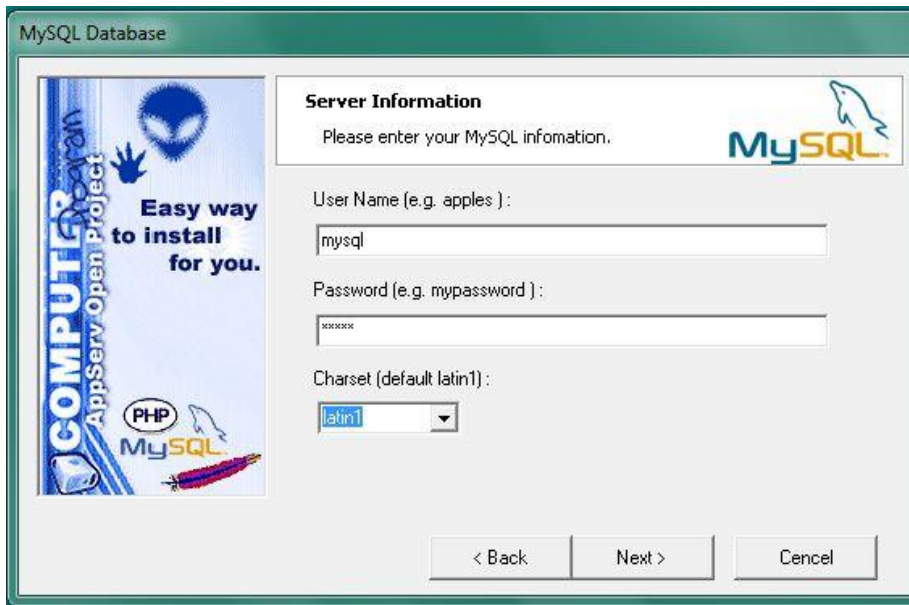 MySQL Database
COMPUTER
Program
AppServ Open Project
Easy way
to install
for you.
PHP
MySQL
Server Information
Please enter your MySQL infomation.
MySQL
User Name (e.g. apples ) :
mysql
Password (e.g. mypassword ) :
*****
Charset (default latin1) :
latin1
< Back
Next >
Cencel